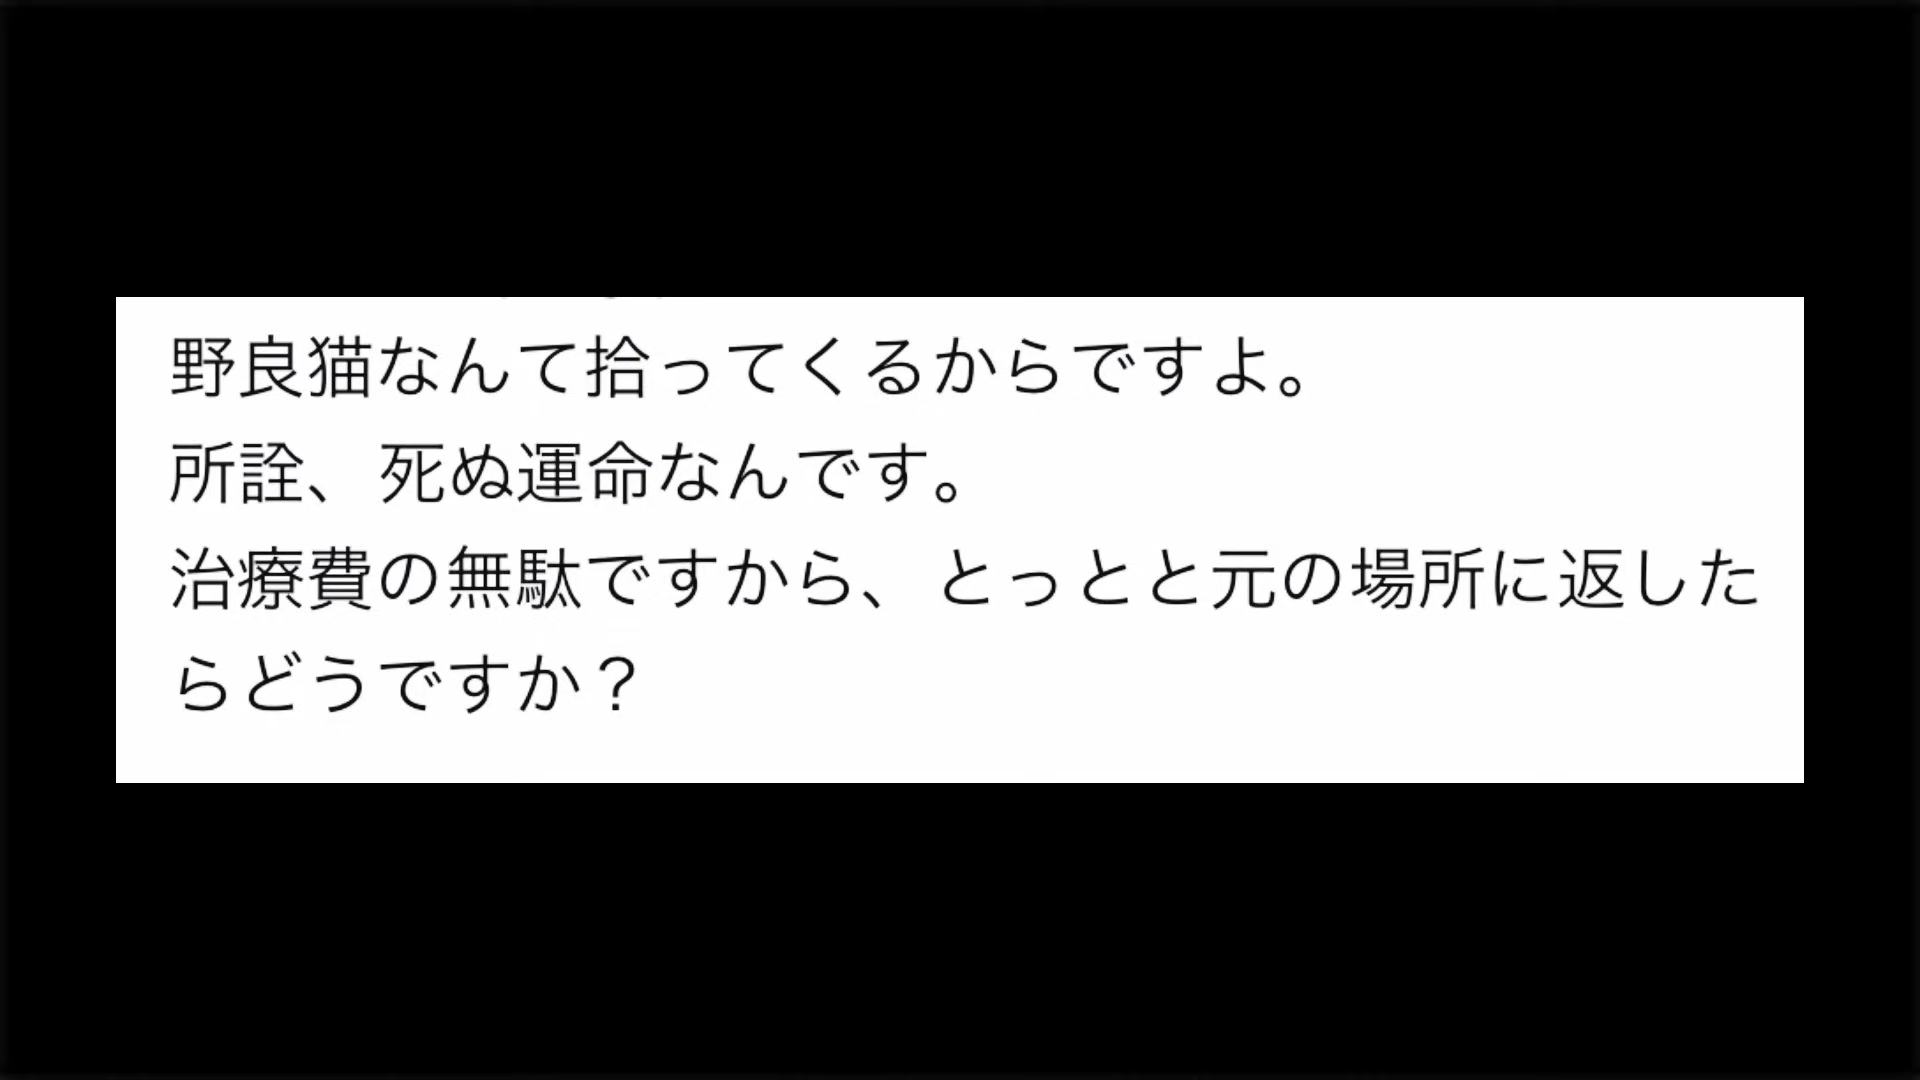 野良猫なんて拾ってくるからですよ。
所詮、死ぬ運命なんです。
治療費の無駄ですから、とっとと元の場所に返した
らどうですか？